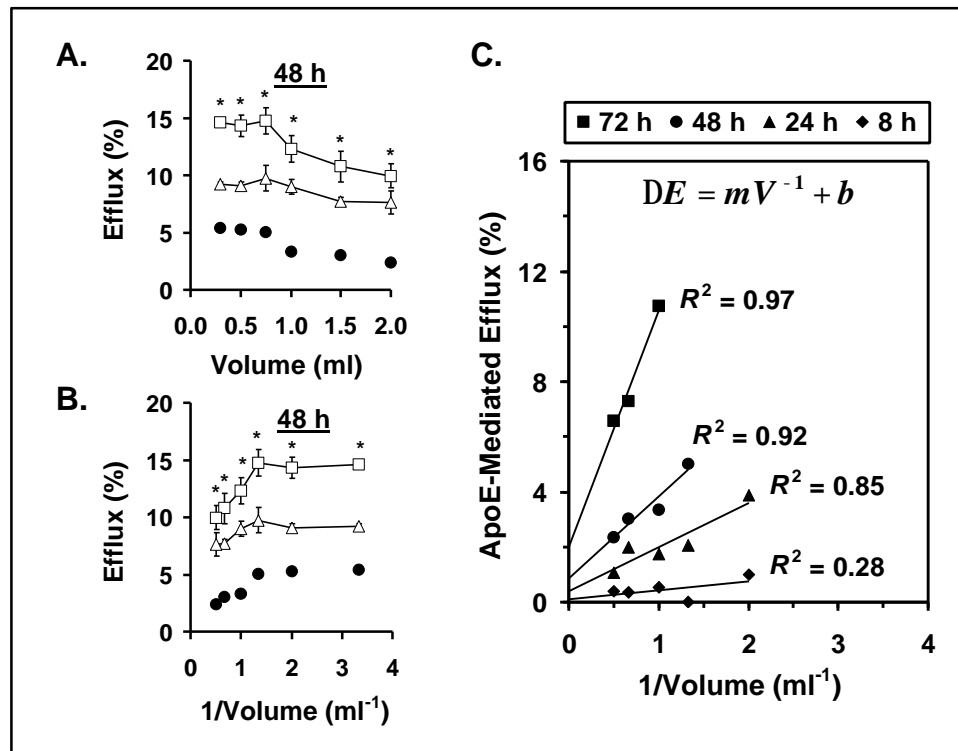 A.
48 h
* * * * * *
20
15
10
5
0
Efflux (%)
0.0 0.5 1.0 1.5 2.0
Volume (ml)
B.
48 h
* * * * * *
20
15
10
5
0
Efflux (%)
0 1 2 3 4
1/Volume (ml⁻¹)
C.
72 h 48 h 24 h 8 h
DE = mV⁻¹ + b
16
12
8
4
0
ApoE-Mediated Efflux (%)
R² = 0.97
R² = 0.92
R² = 0.85
R² = 0.28
0 1 2 3 4
1/Volume (ml⁻¹)